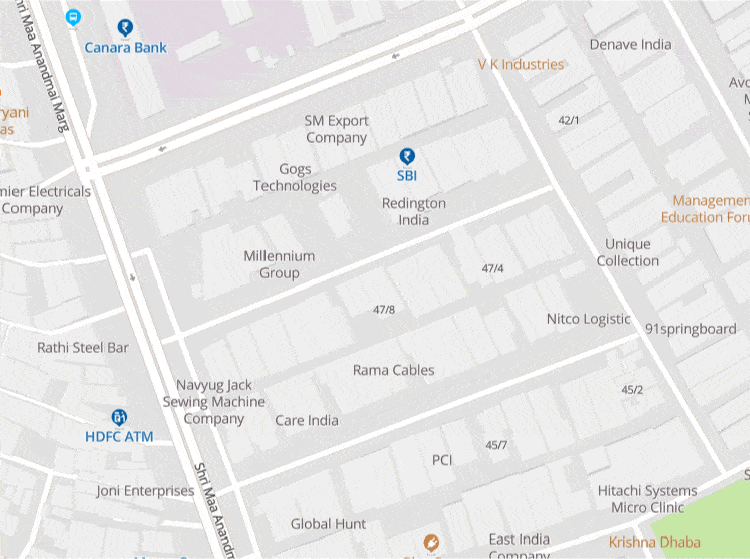 Shri Maa Anandmai Marg
Canara Bank
Denave India
V K Industries
42/1
SM Export
Company
SBI
Gogs
Technologies
Redington
India
Electricals
Company
Management
Education
Unique
Collection
Millennium
Group
47/4
47/8
Nitco Logistic
91springboard
Rathi Steel Bar
Rama Cables
Navyug Jack
Sewing Machine
Company
45/2
Care India
HDFC ATM
45/7
PCI
Shri Maa Anandm
Joni Enterprises
Hitachi Systems
Micro Clinic
Global Hunt
East India
Company
Krishna Dhaba